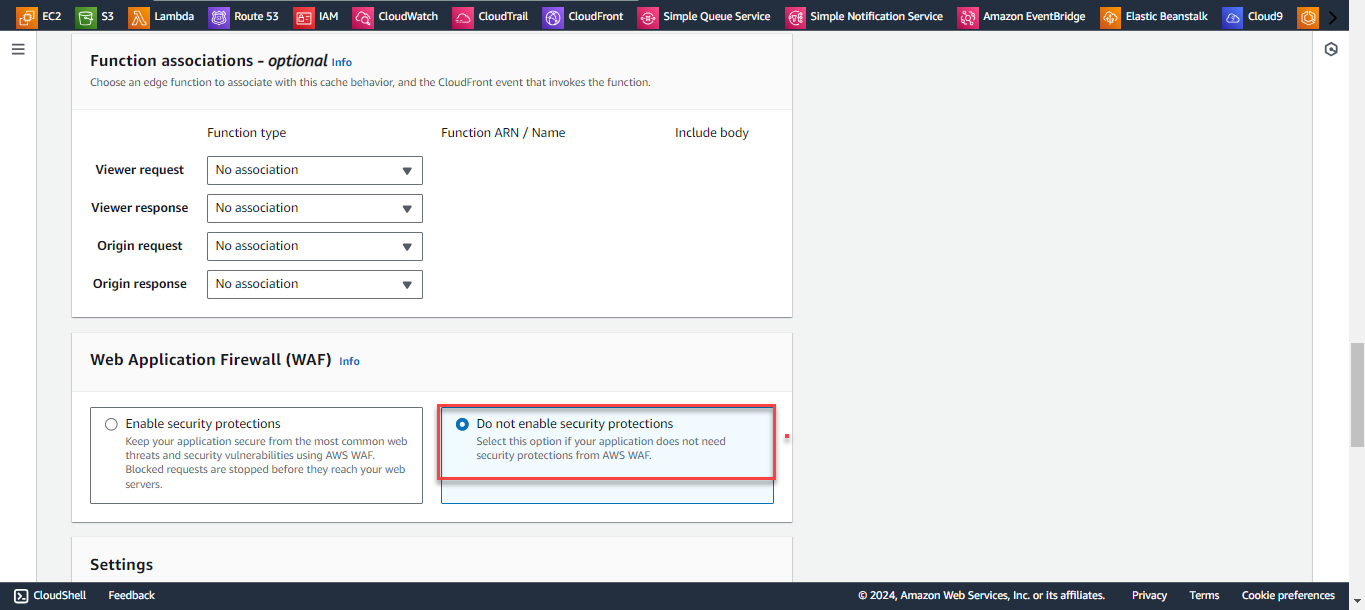 EC2 S3 Lambda Route 53 IAM CloudWatch CloudTrail CloudFront Simple Queue Service Simple Notification Service Amazon EventBridge Elastic Beanstalk Cloud9
Function associations - optional Info
Choose an edge function to associate with this cache behavior, and the CloudFront event that invokes the function.
Function type Function ARN / Name Include body
Viewer request No association
Viewer response No association
Origin request No association
Origin response No association
Web Application Firewall (WAF) Info
Enable security protections
Keep your application secure from the most common web
threats and security vulnerabilities using AWS WAF.
Blocked requests are stopped before they reach your web
servers.
Do not enable security protections
Select this option if your application does not need
security protections from AWS WAF.
Settings
CloudShell Feedback © 2024, Amazon Web Services, Inc. or its affiliates. Privacy Terms Cookie preferences